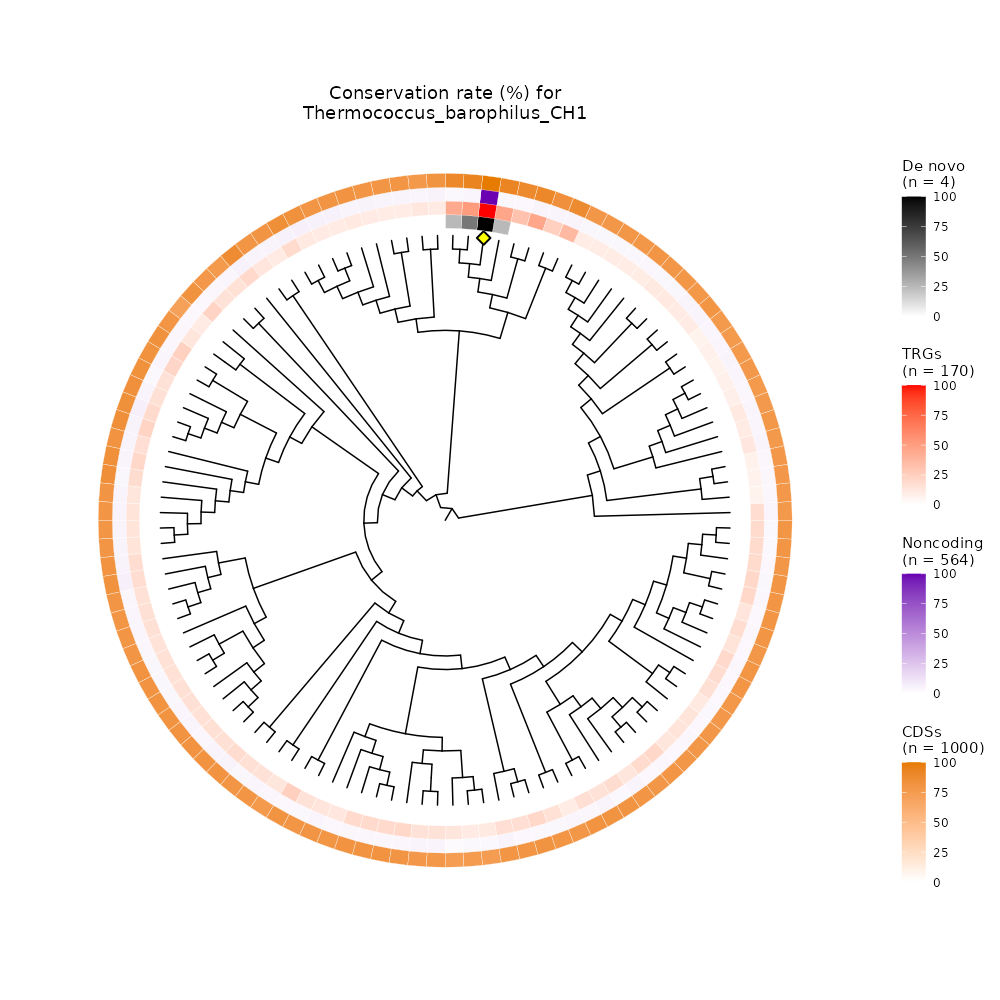 Conservation rate (%) for
Thermococcus_barophilus_CH1
De novo
(n = 4)
100
75
50
25
0
TRGs
(n = 170)
100
75
50
25
0
Noncoding
(n = 564)
100
75
50
25
0
CDSs
(n = 1000)
100
75
50
25
0